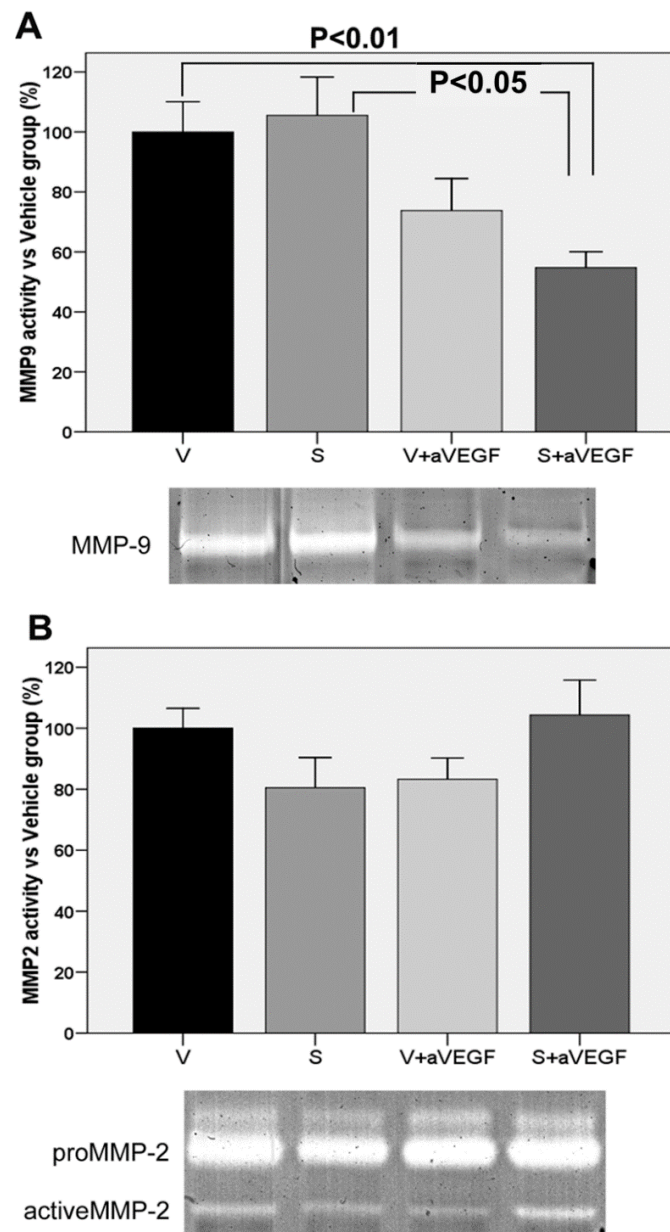 A
P<0.01
P<0.05
MMP9 activity vs Vehicle group (%)
120
100
80
60
40
20
0
V S V+aVEGF S+aVEGF
MMP-9
B
MMP2 activity vs Vehicle group (%)
120
100
80
60
40
20
0
V S V+aVEGF S+aVEGF
proMMP-2
activeMMP-2